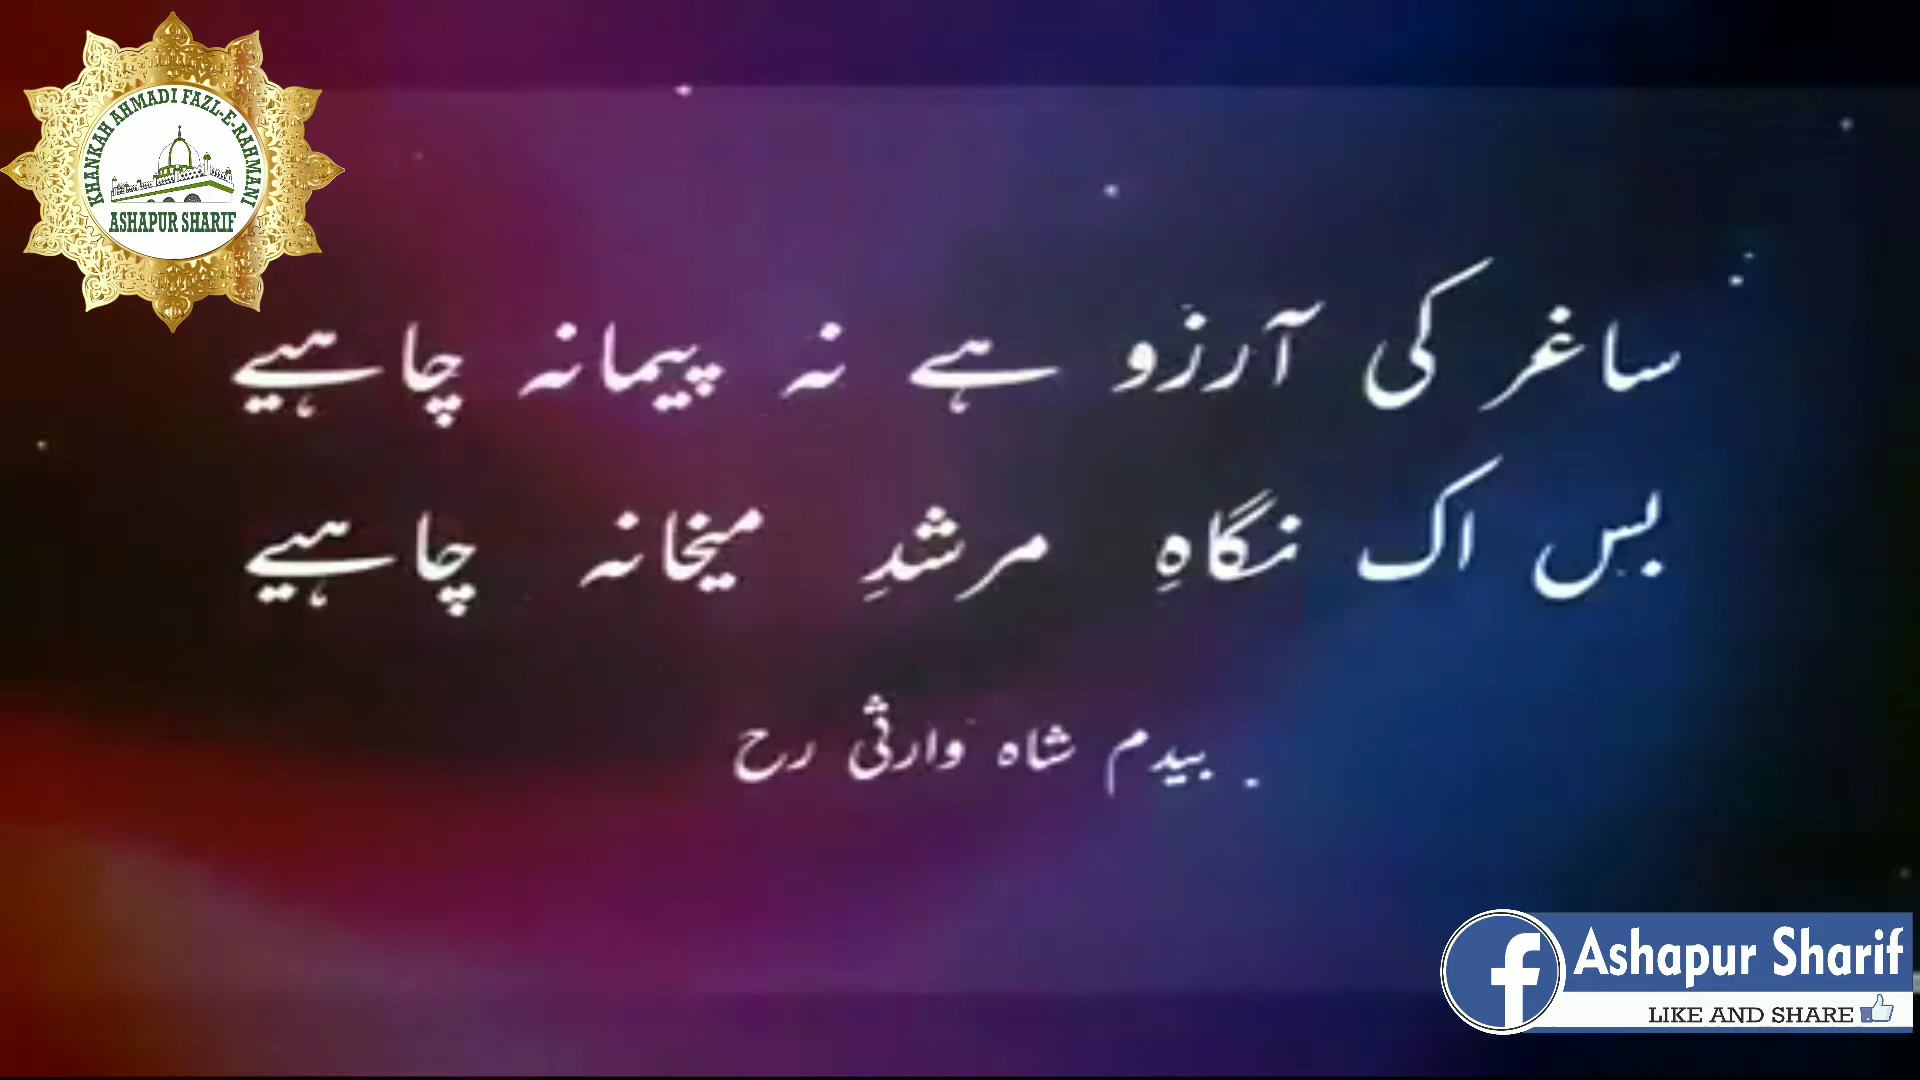 KHANKAH AHMADI FAZL-E-RAHMANI
ASHAPUR SHARIF
ساغر کی آرزو ہے نہ پیمانہ چاہیے
بس اک نگاہِ مرشدِ میخانہ چاہیے
بیدم شاہ وارثی رح
Ashapur Sharif
LIKE AND SHARE